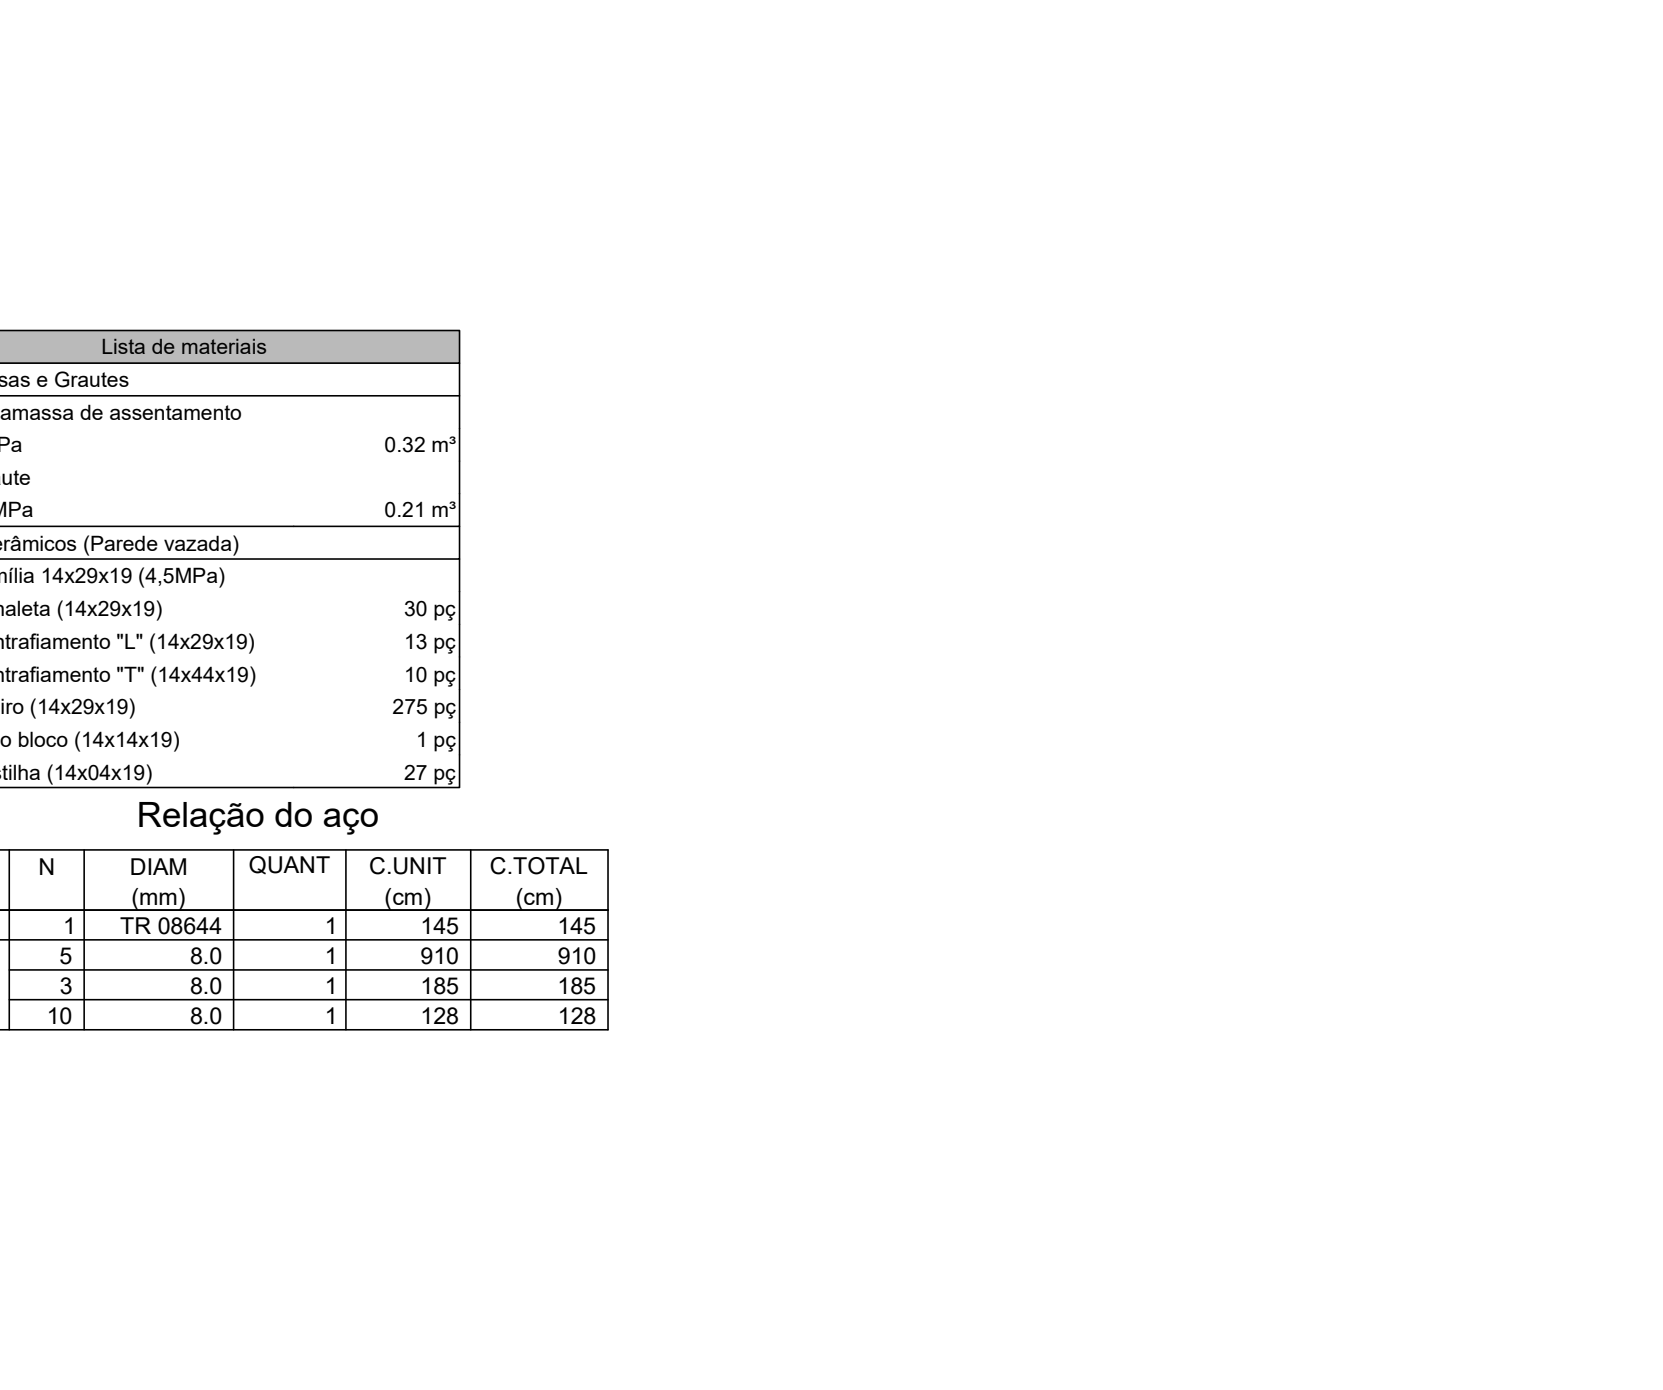 Lista de materiais
sas e Grautes
amassa de assentamento
Pa 0.32 m³
ute
MPa 0.21 m³
erâmicos (Parede vazada)
mília 14x29x19 (4,5MPa)
naleta (14x29x19) 30 pç
ntrafiamento "L" (14x29x19) 13 pç
ntrafiamento "T" (14x44x19) 10 pç
iro (14x29x19) 275 pç
o bloco (14x14x19) 1 pç
stilha (14x04x19) 27 pç
Relação do aço
N DIAM QUANT C.UNIT C.TOTAL
(mm) (cm) (cm)
1 TR 08644 1 145 145
5 8.0 1 910 910
3 8.0 1 185 185
10 8.0 1 128 128